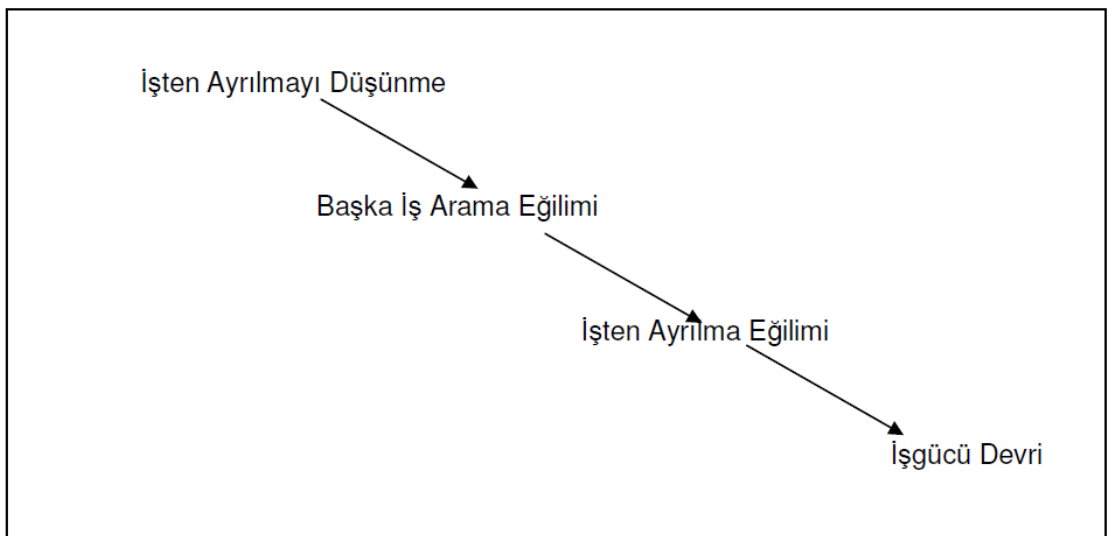 İşten Ayrılmayı Düşünme
Başka İş Arama Eğilimi
İşten Ayrılma Eğilimi
İşgücü Devri